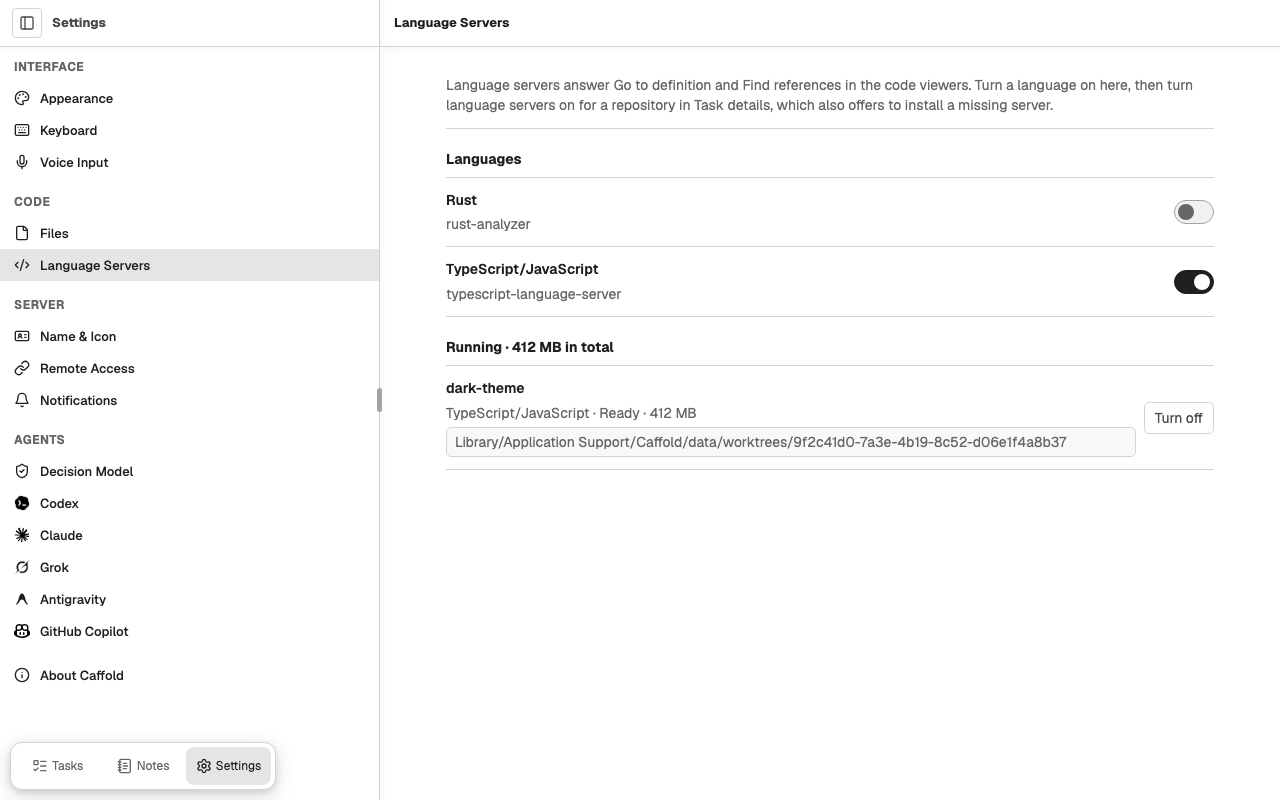 Settings
INTERFACE
Appearance
Keyboard
Voice Input
CODE
Files
Language Servers
SERVER
Name & Icon
Remote Access
Notifications
AGENTS
Decision Model
Codex
Claude
Grok
Antigravity
GitHub Copilot
About Caffold
Tasks
Notes
Settings
Language Servers
Language servers answer Go to definition and Find references in the code viewers. Turn a language on here, then turn
language servers on for a repository in Task details, which also offers to install a missing server.
Languages
Rust
rust-analyzer
TypeScript/JavaScript
typescript-language-server
Running · 412 MB in total
dark-theme
TypeScript/JavaScript · Ready · 412 MB
Library/Application Support/Caffold/data/worktrees/9f2c41d0-7a3e-4b19-8c52-d06e1f4a8b37
Turn off